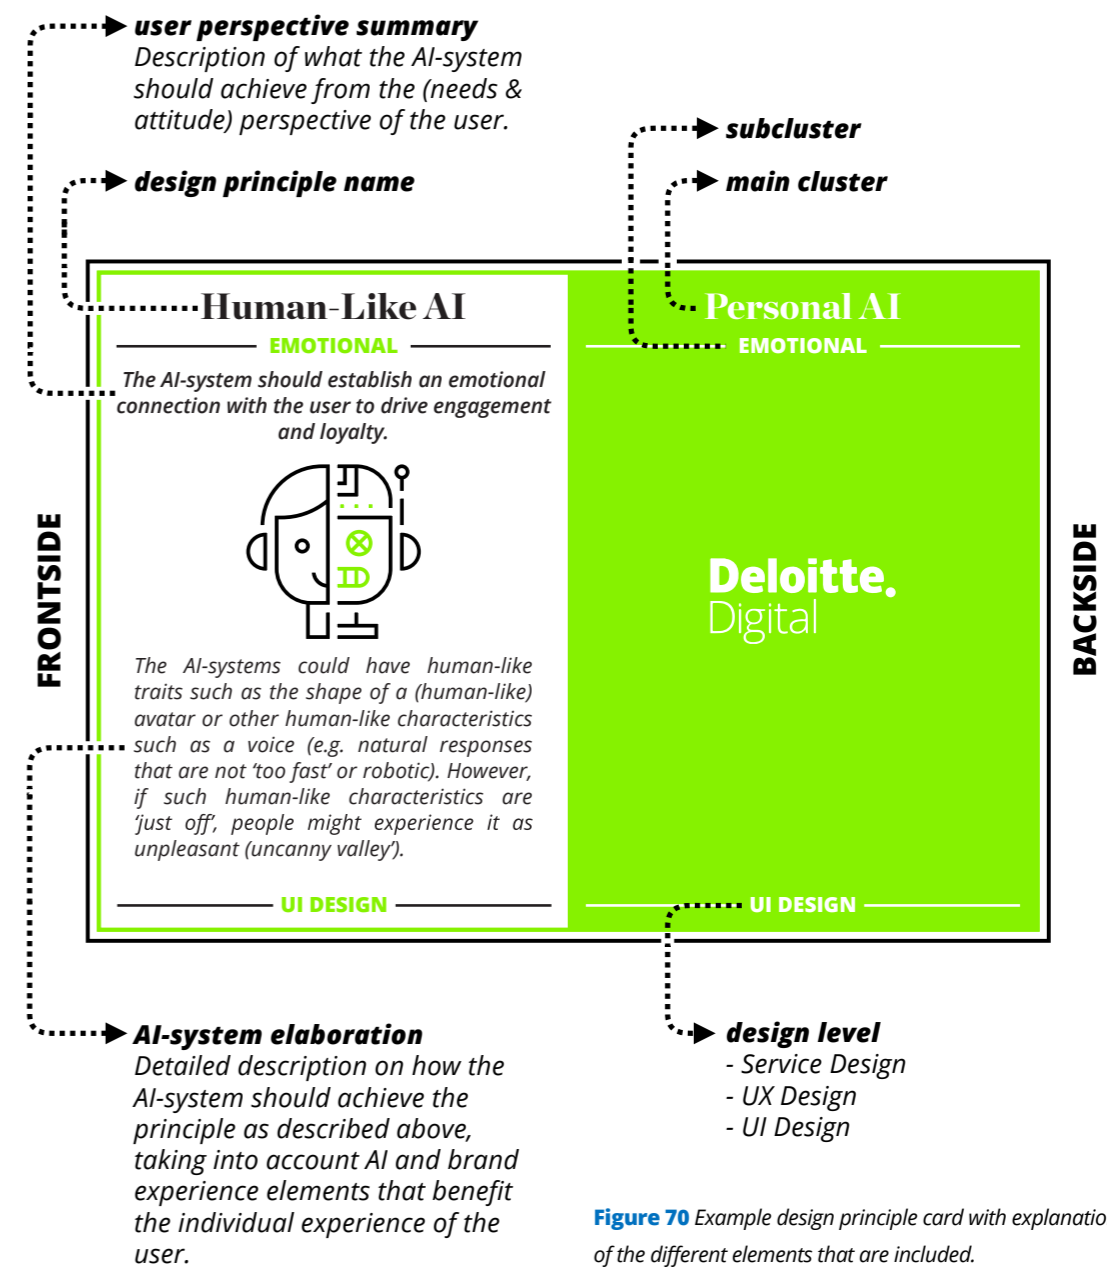 user perspective summary
Description of what the AI-system
should achieve from the (needs &
attitude) perspective of the user.
design principle name
subcluster
main cluster
FRONTSIDE
Human-Like AI
EMOTIONAL
The AI-system should establish an emotional
connection with the user to drive engagement
and loyalty.
The AI-systems could have human-like
traits such as the shape of a (human-like)
avatar or other human-like characteristics
such as a voice (e.g. natural responses
that are not ‘too fast’ or robotic). However,
if such human-like characteristics are
‘just off’, people might experience it as
unpleasant (uncanny valley’).
UI DESIGN
Personal AI
EMOTIONAL
Deloitte.
Digital
UI DESIGN
BACKSIDE
AI-system elaboration
Detailed description on how the
AI-system should achieve the
principle as described above,
taking into account AI and brand
experience elements that benefit
the individual experience of the
user.
design level
- Service Design
- UX Design
- UI Design
Figure 70 Example design principle card with explanatio
of the different elements that are included.